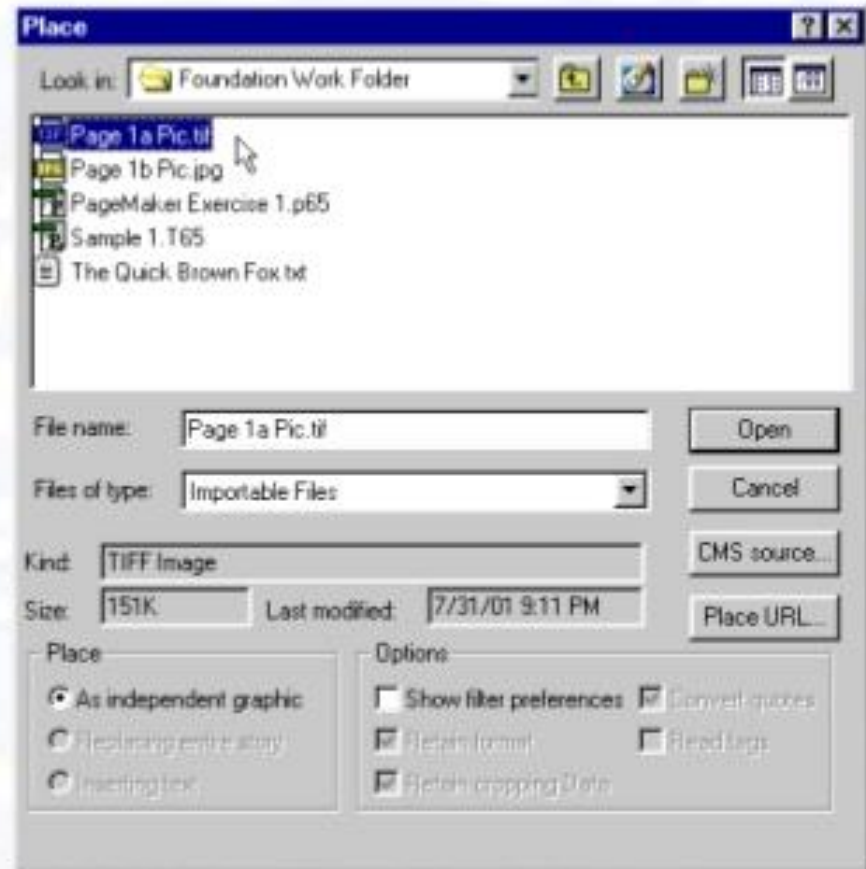 Place
Look in: Foundation Work Folder
Page 1a Pic.tif
Page 1b Pic.jpg
PageMaker Exercise 1.p65
Sample 1.T65
The Quick Brown Fox.txt
File name: Page 1a Pic.tif Open
Files of type: Importable Files Cancel
Kind: TIFF Image CMS source...
Size: 151K Last modified: 7/31/01 9:11 PM Place URL...
Place Options
As independent graphic Show filter preferences Convert quotes
Replacing entire story Retain format Read tags
Inserting text Retain cropping Data